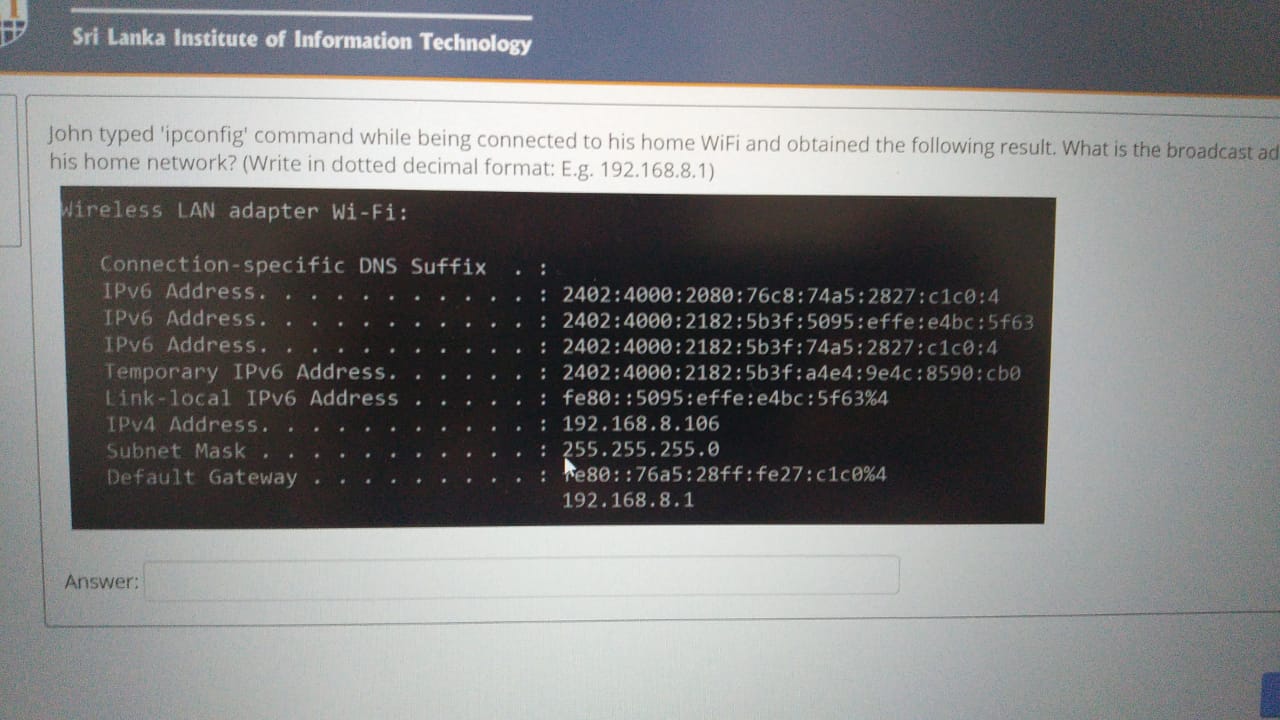 Sri Lanka Institute of Information Technology
John typed 'ipconfig' command while being connected to his home WiFi and obtained the following result. What is the broadcast ad
his home network? (Write in dotted decimal format: E.g. 192.168.8.1)
Wireless LAN adapter Wi-Fi:
Connection-specific DNS Suffix . :
IPv6 Address. . . . . . . . . . . : 2402:4000:2080:76c8:74a5:2827:c1c0:4
IPv6 Address. . . . . . . . . . . : 2402:4000:2182:5b3f:5095:effe:e4bc:5f63
IPv6 Address. . . . . . . . . . . : 2402:4000:2182:5b3f:74a5:2827:c1c0:4
Temporary IPv6 Address. . . . . . : 2402:4000:2182:5b3f:a4e4:9e4c:8590:cb0
Link-local IPv6 Address . . . . . : fe80::5095:effe:e4bc:5f63%4
IPv4 Address. . . . . . . . . . . : 192.168.8.106
Subnet Mask . . . . . . . . . . . : 255.255.255.0
Default Gateway . . . . . . . . . : fe80::76a5:28ff:fe27:c1c0%4
192.168.8.1
Answer: